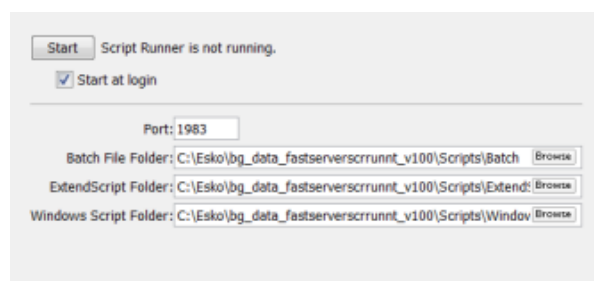 Start Script Runner is not running.
Start at login
Port: 1983
Batch File Folder: C:\Esko\bg_data_fastserverscrrunnt_v100\Scripts\Batch Browse
ExtendScript Folder: C:\Esko\bg_data_fastserverscrrunnt_v100\Scripts\Extend Browse
Windows Script Folder: C:\Esko\bg_data_fastserverscrrunnt_v100\Scripts\Window Browse